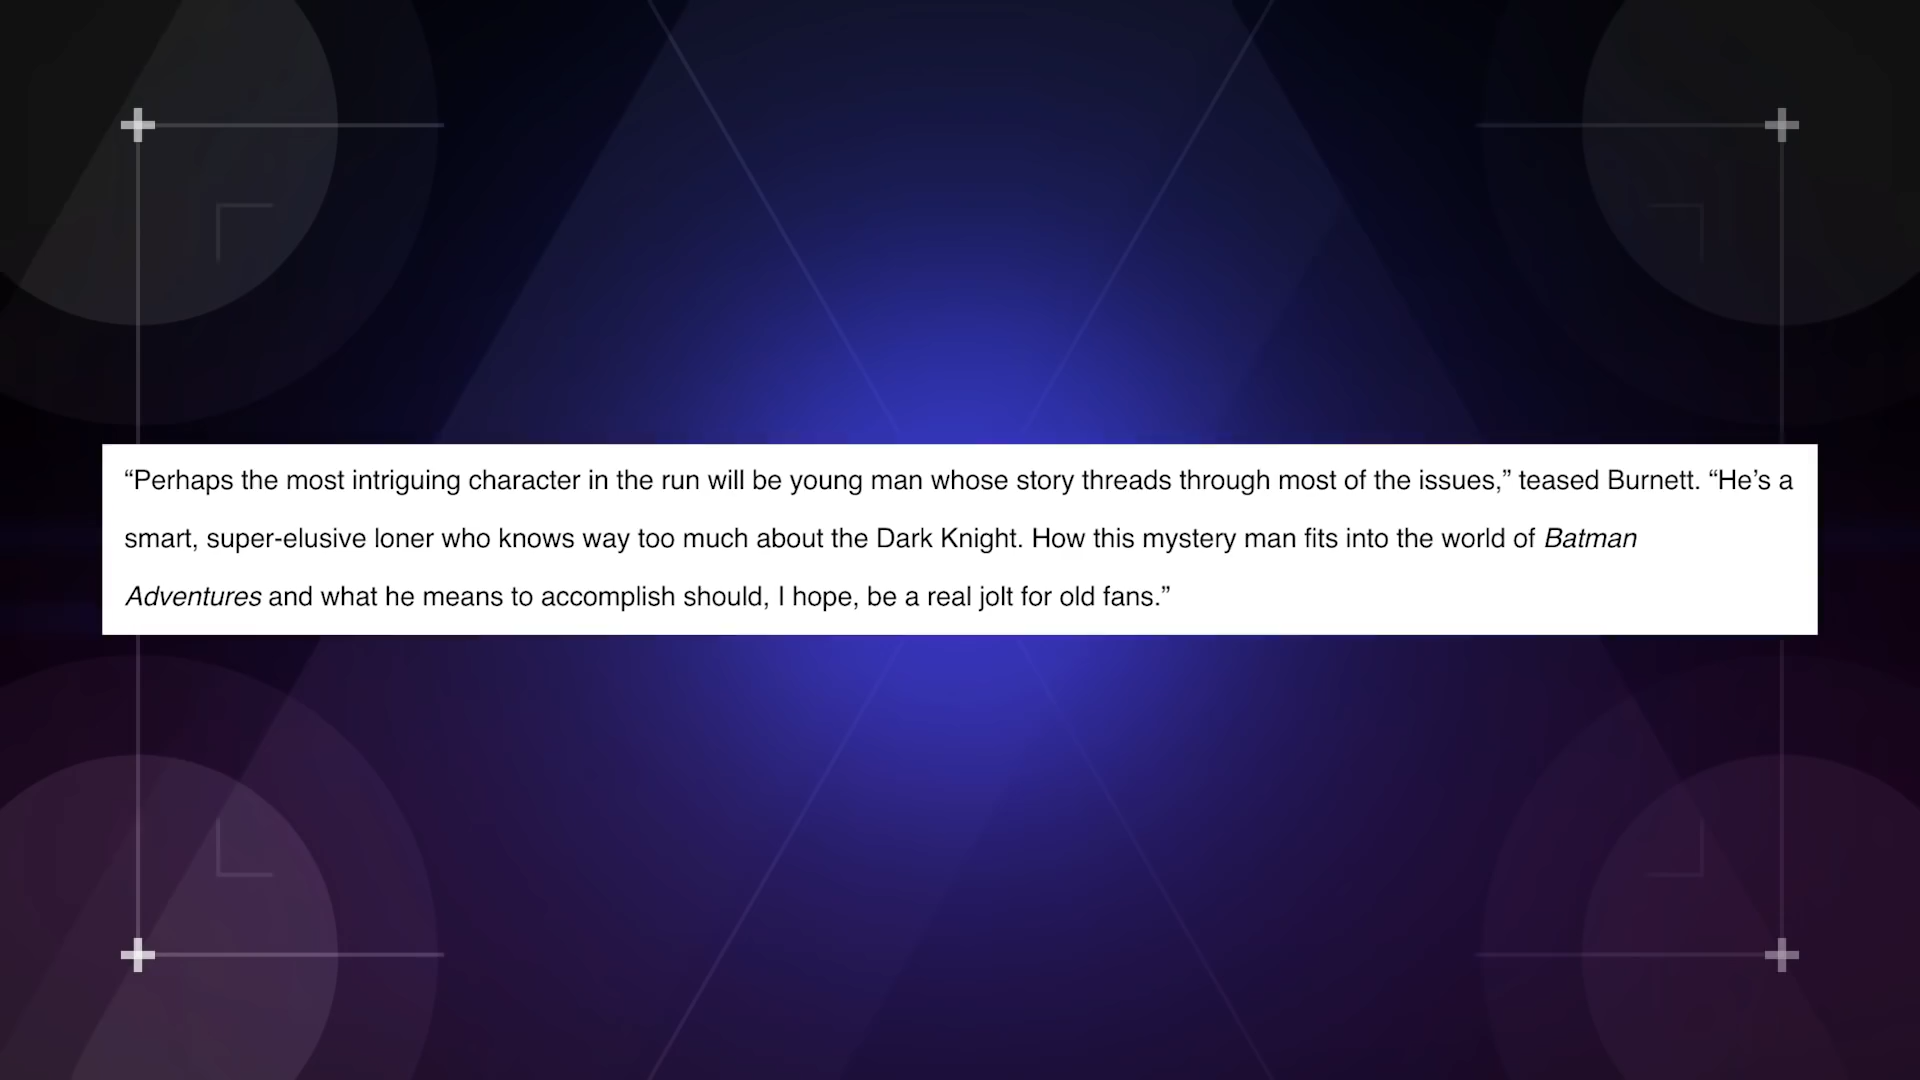 “Perhaps the most intriguing character in the run will be young man whose story threads through most of the issues,” teased Burnett. “He’s a
smart, super-elusive loner who knows way too much about the Dark Knight. How this mystery man fits into the world of Batman
Adventures and what he means to accomplish should, I hope, be a real jolt for old fans.”